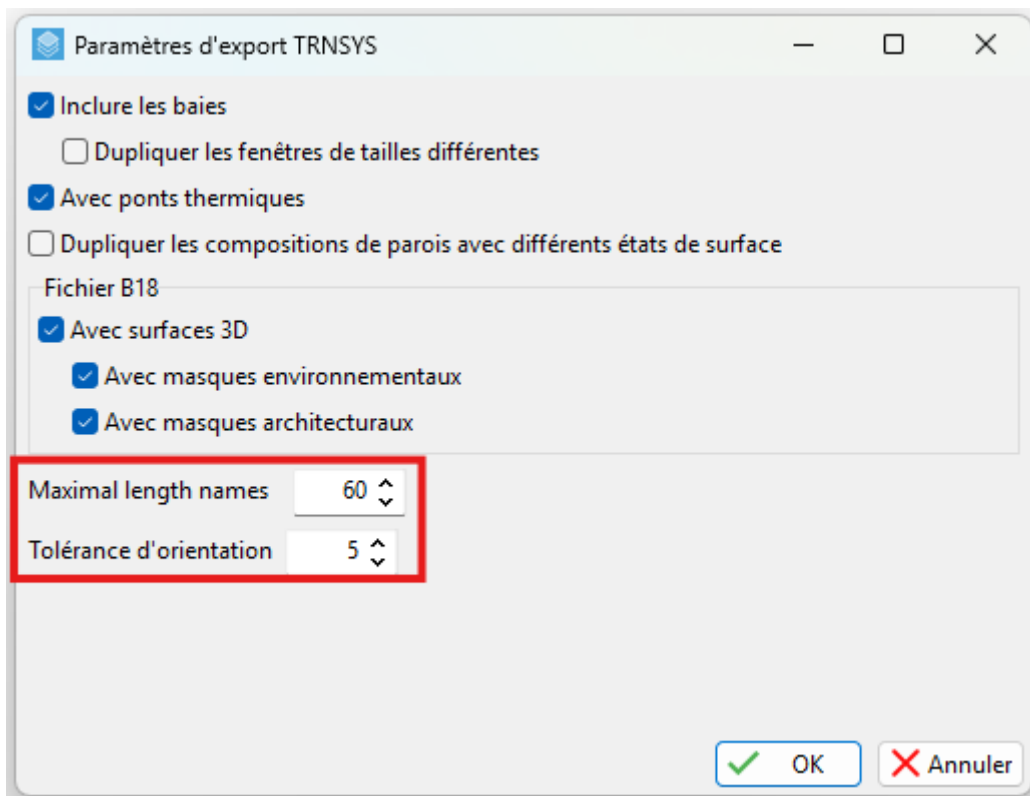 Paramètres d'export TRNSYS
Inclure les baies
Dupliquer les fenêtres de tailles différentes
Avec ponts thermiques
Dupliquer les compositions de parois avec différents états de surface
Fichier B18
Avec surfaces 3D
Avec masques environnementaux
Avec masques architecturaux
Maximal length names 60
Tolérance d'orientation 5
OK Annuler